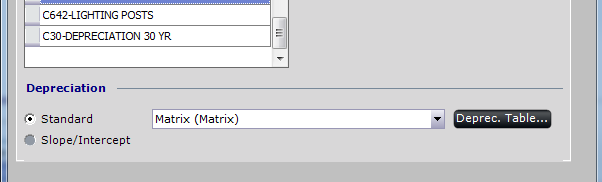 C642-LIGHTING POSTS
C30-DEPRECIATION 30 YR
Depreciation
Standard Matrix (Matrix) Deprec. Table...
Slope/Intercept